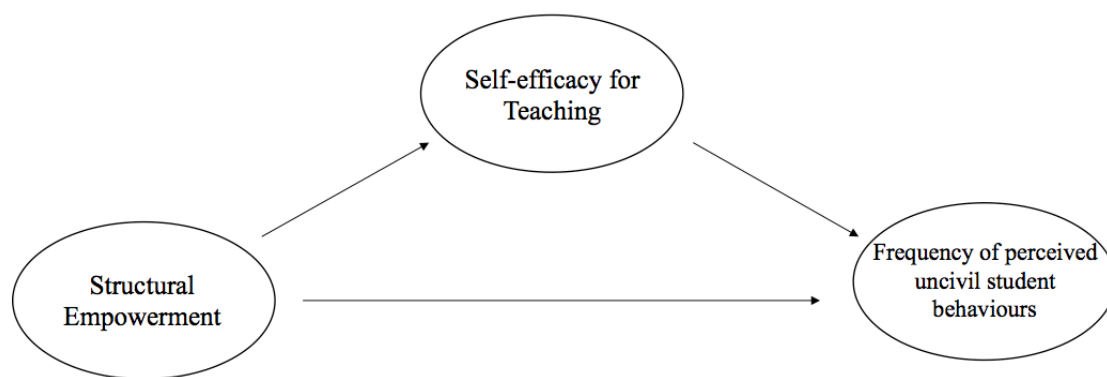 Self-efficacy for
Teaching
Structural
Empowerment
Frequency of perceived
uncivil student
behaviours